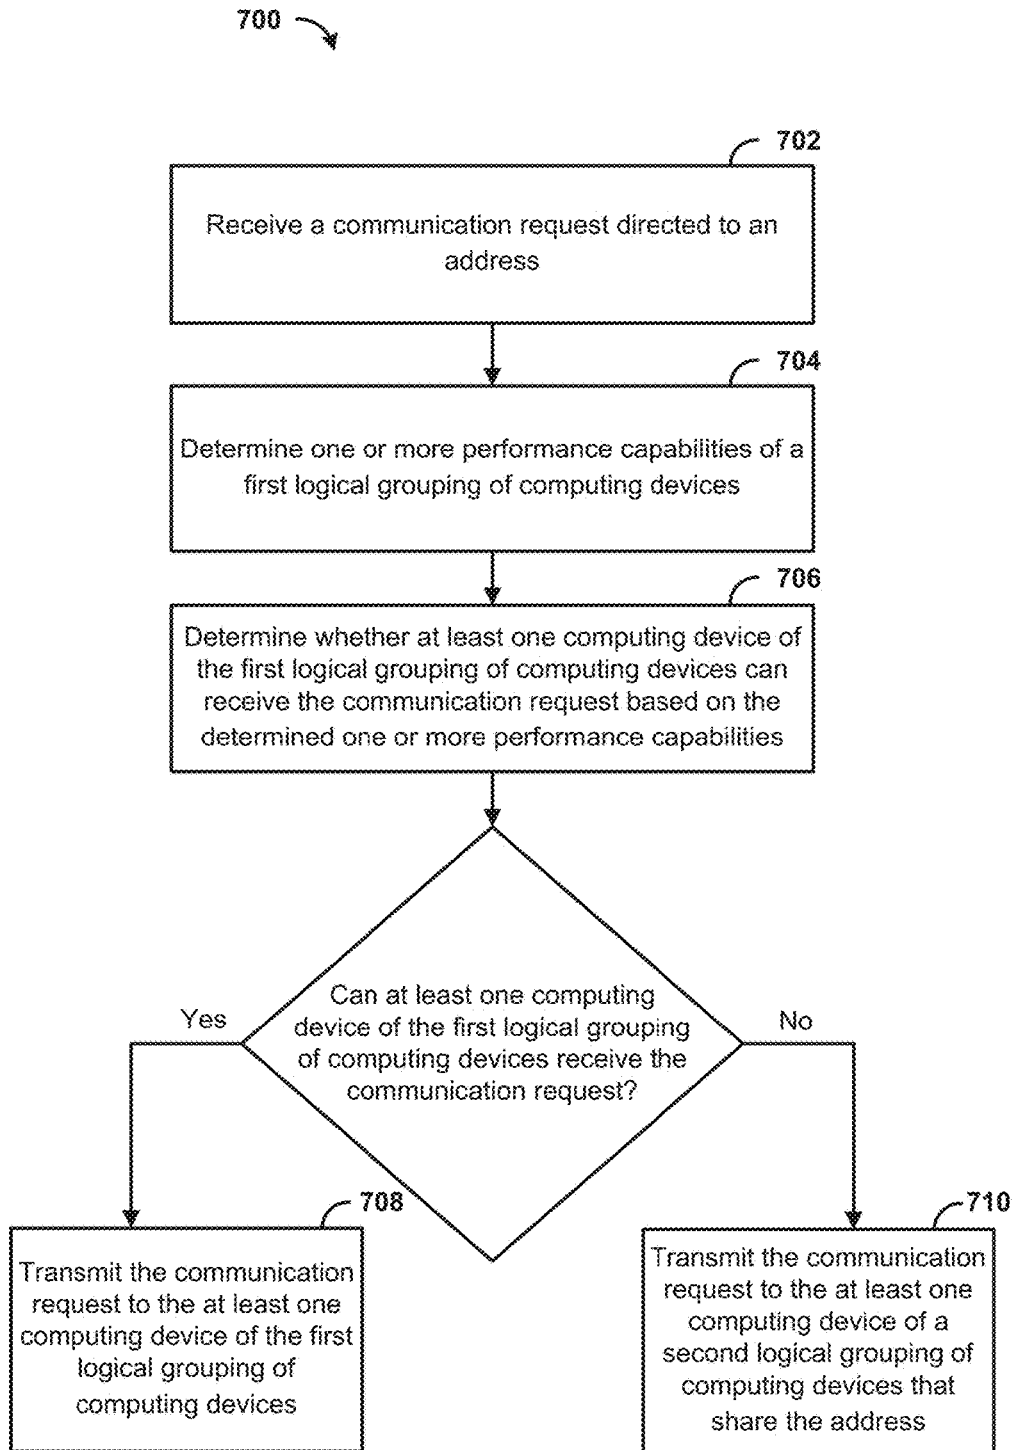 700
702
Receive a communication request directed to an
address
704
Determine one or more performance capabilities of a
first logical grouping of computing devices
706
Determine whether at least one computing device of
the first logical grouping of computing devices can
receive the communication request based on the
determined one or more performance capabilities
Can at least one computing
device of the first logical grouping
of computing devices receive the
communication request?
Yes
No
708
Transmit the communication
request to the at least one
computing device of the first
logical grouping of
computing devices
710
Transmit the communication
request to the at least one
computing device of a
second logical grouping of
computing devices that
share the address